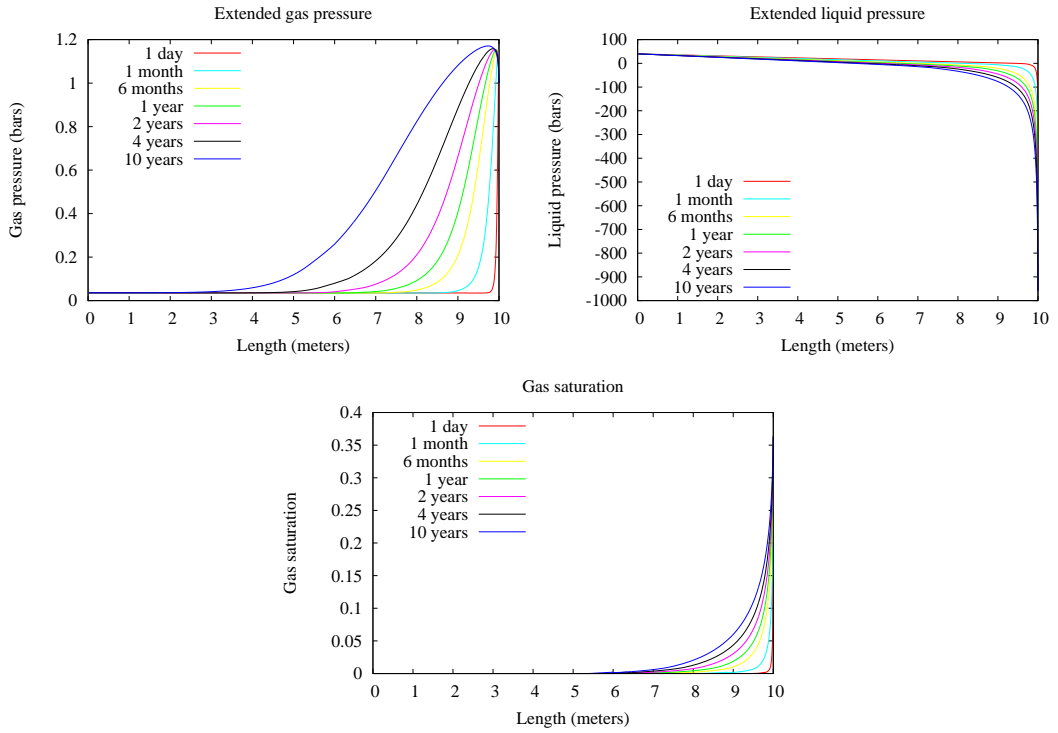 Extended gas pressure
Gas pressure (bars)
1.2
1
0.8
0.6
0.4
0.2
0
1 day
1 month
6 months
1 year
2 years
4 years
10 years
0 1 2 3 4 5 6 7 8 9 10
Length (meters)
Extended liquid pressure
Liquid pressure (bars)
100
0
-100
-200
-300
-400
-500
-600
-700
-800
-900
-1000
1 day
1 month
6 months
1 year
2 years
4 years
10 years
0 1 2 3 4 5 6 7 8 9 10
Length (meters)
Gas saturation
Gas saturation
0.4
0.35
0.3
0.25
0.2
0.15
0.1
0.05
0
1 day
1 month
6 months
1 year
2 years
4 years
10 years
0 1 2 3 4 5 6 7 8 9 10
Length (meters)